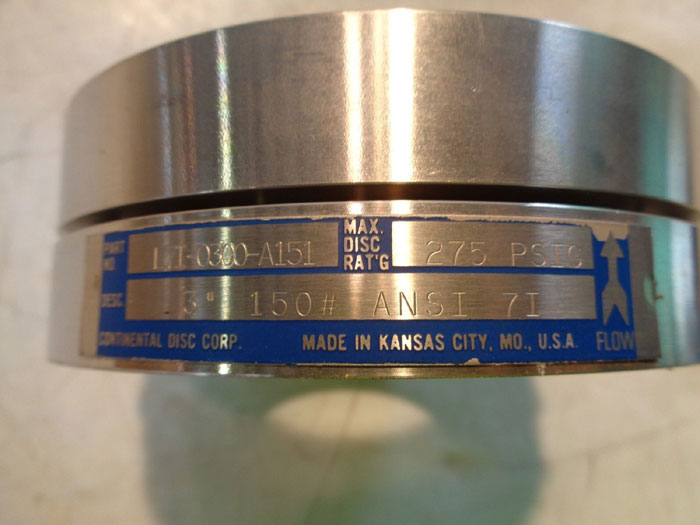 PART NO. LJ-0300-A151 MAX. DISC RAT'G 275 PSIG
DESC. 3" 150# ANSI 7I
CONTINENTAL DISC CORP. MADE IN KANSAS CITY, MO., U.S.A. FLOW